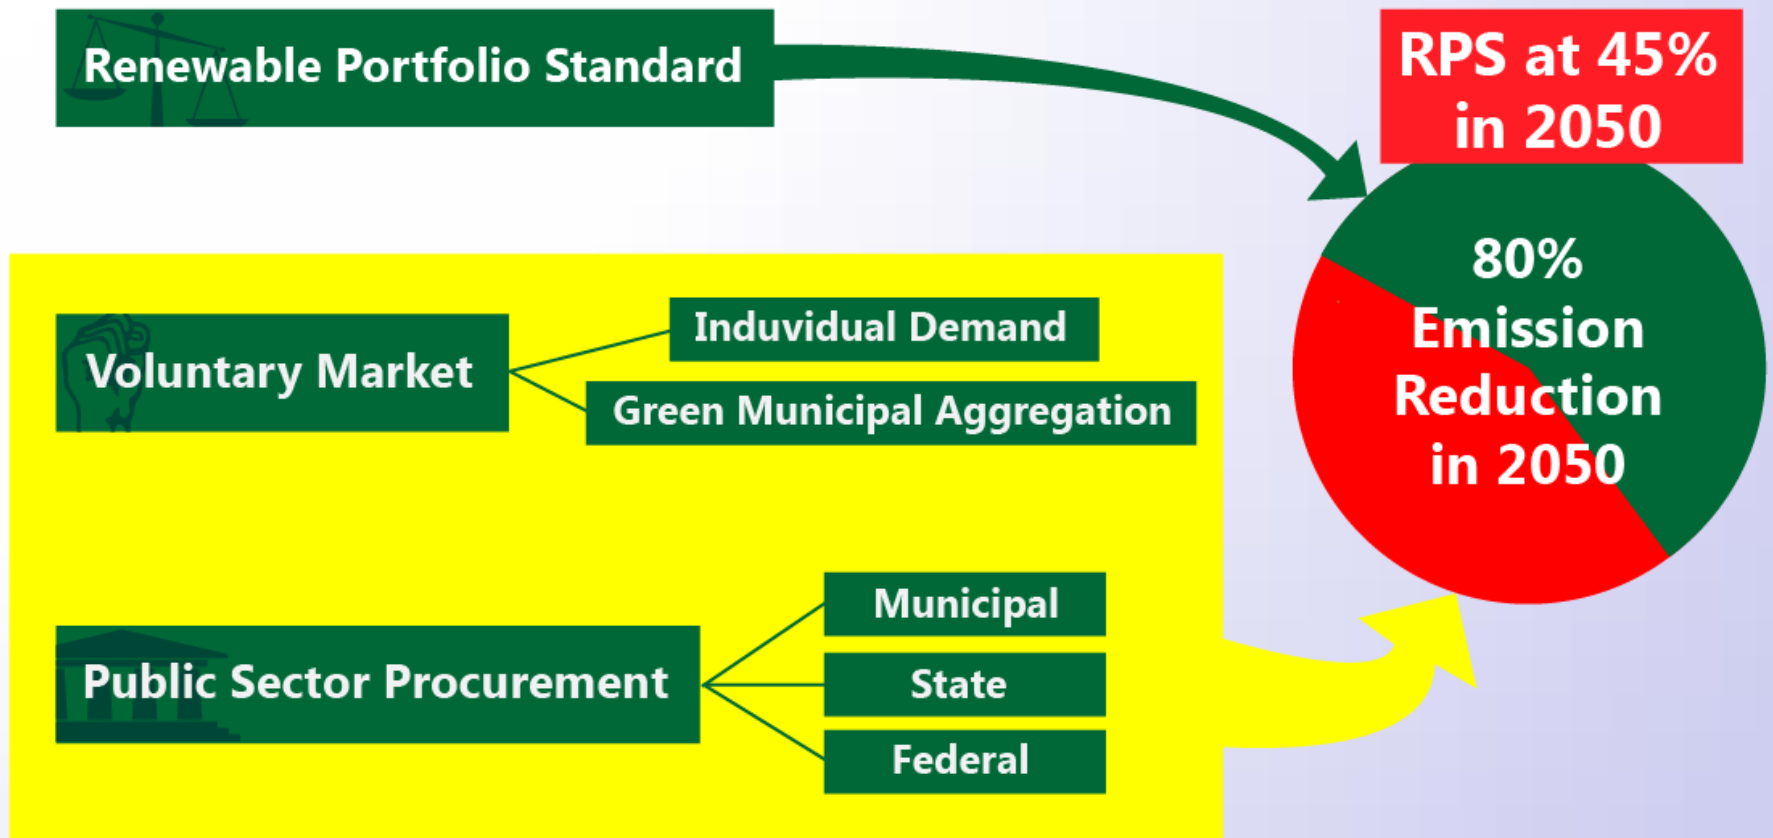 Renewable Portfolio Standard
RPS at 45%
in 2050
80%
Emission
Reduction
in 2050
Voluntary Market
Induvidual Demand
Green Municipal Aggregation
Public Sector Procurement
Municipal
State
Federal